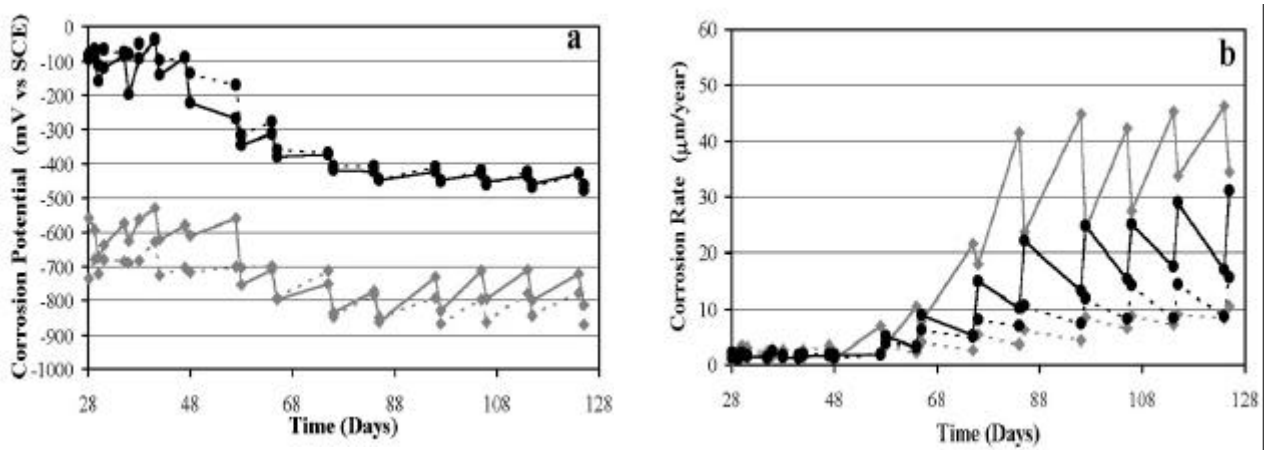 a
Corrosion Potential (mV vs SCE)
0
-100
-200
-300
-400
-500
-600
-700
-800
-900
-1000
28 48 68 88 108 128
Time (Days)
b
Corrosion Rate (μm/year)
60
50
40
30
20
10
0
28 48 68 88 108 128
Time (Days)